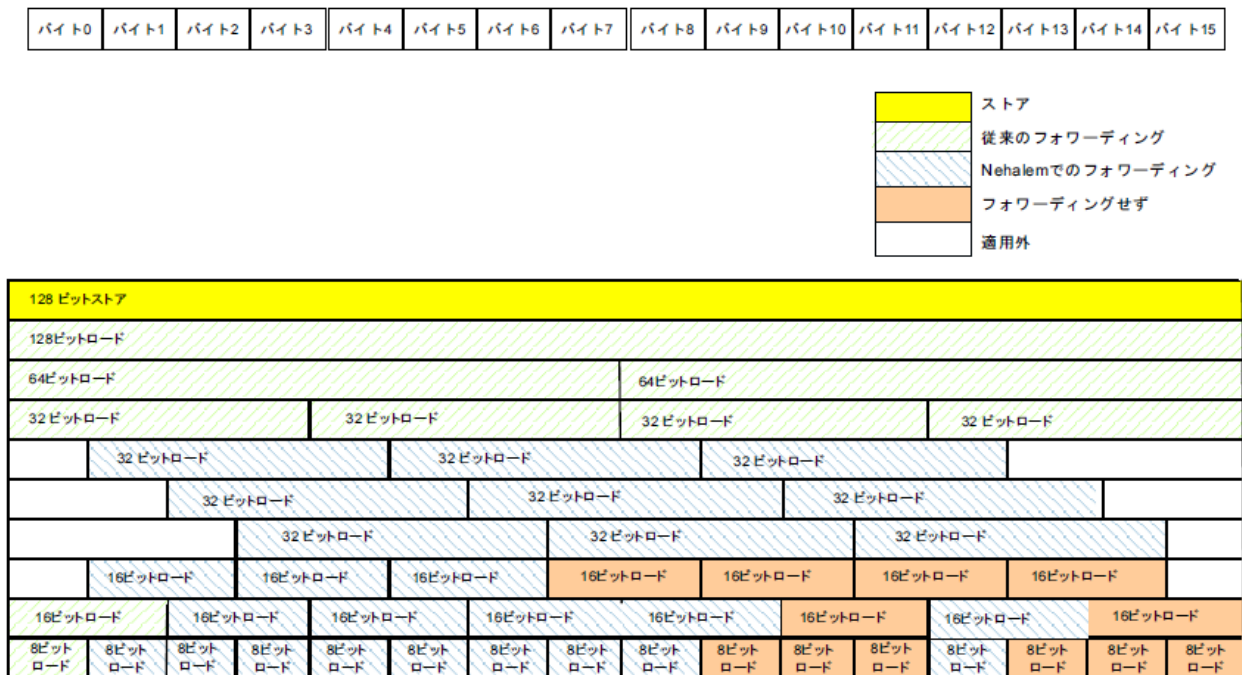 バイト0 バイト1 バイト2 バイト3 バイト4 バイト5 バイト6 バイト7 バイト8 バイト9 バイト10 バイト11 バイト12 バイト13 バイト14 バイト15
ストア
従来のフォワーディング
Nehalemでのフォワーディング
フォワーディングせず
適用外
128 ビットストア
128ビットロード
64ビットロード 64ビットロード
32 ビットロード 32 ビットロード 32 ビットロード 32 ビットロード
32 ビットロード 32 ビットロード 32 ビットロード
32 ビットロード 32 ビットロード 32 ビットロード
32 ビットロード 32 ビットロード 32 ビットロード
16ビットロード 16ビットロード 16ビットロード 16ビットロード 16ビットロード 16ビットロード 16ビットロード
16ビットロード 16ビットロード 16ビットロード 16ビットロード 16ビットロード 16ビットロード 16ビットロード 16ビットロード
8ビット 8ビット 8ビット 8ビット 8ビット 8ビット 8ビット 8ビット 8ビット 8ビット 8ビット 8ビット 8ビット 8ビット 8ビット 8ビット
ロード ロード ロード ロード ロード ロード ロード ロード ロード ロード ロード ロード ロード ロード ロード ロード